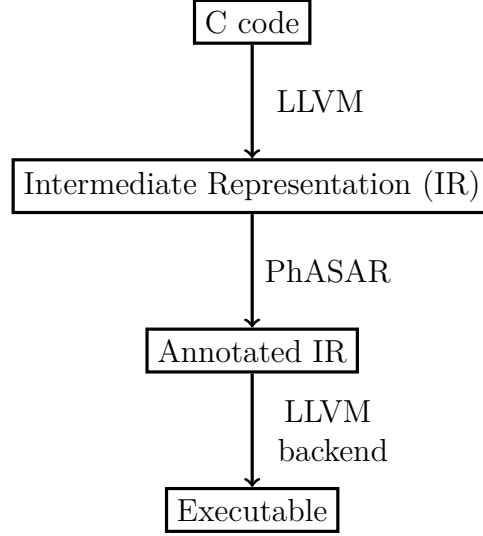 C code
LLVM
Intermediate Representation (IR)
PhASAR
Annotated IR
LLVM
backend
Executable